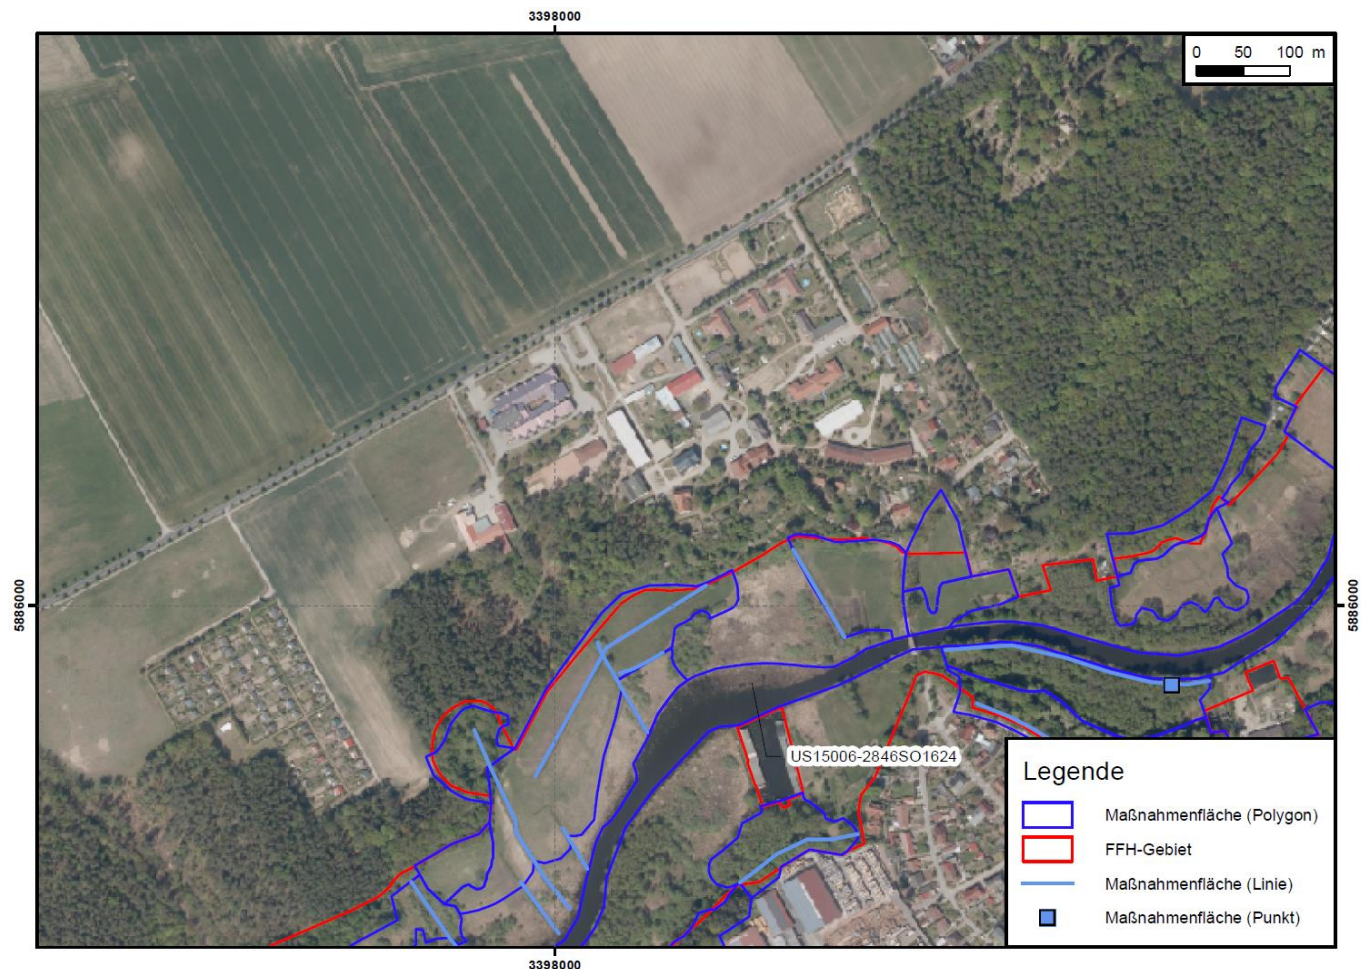 3398000
0 50 100 m
5886000
5886000
US15006-2846SO1624
Legende
Maßnahmenfläche (Polygon)
FFH-Gebiet
Maßnahmenfläche (Linie)
Maßnahmenfläche (Punkt)
3398000